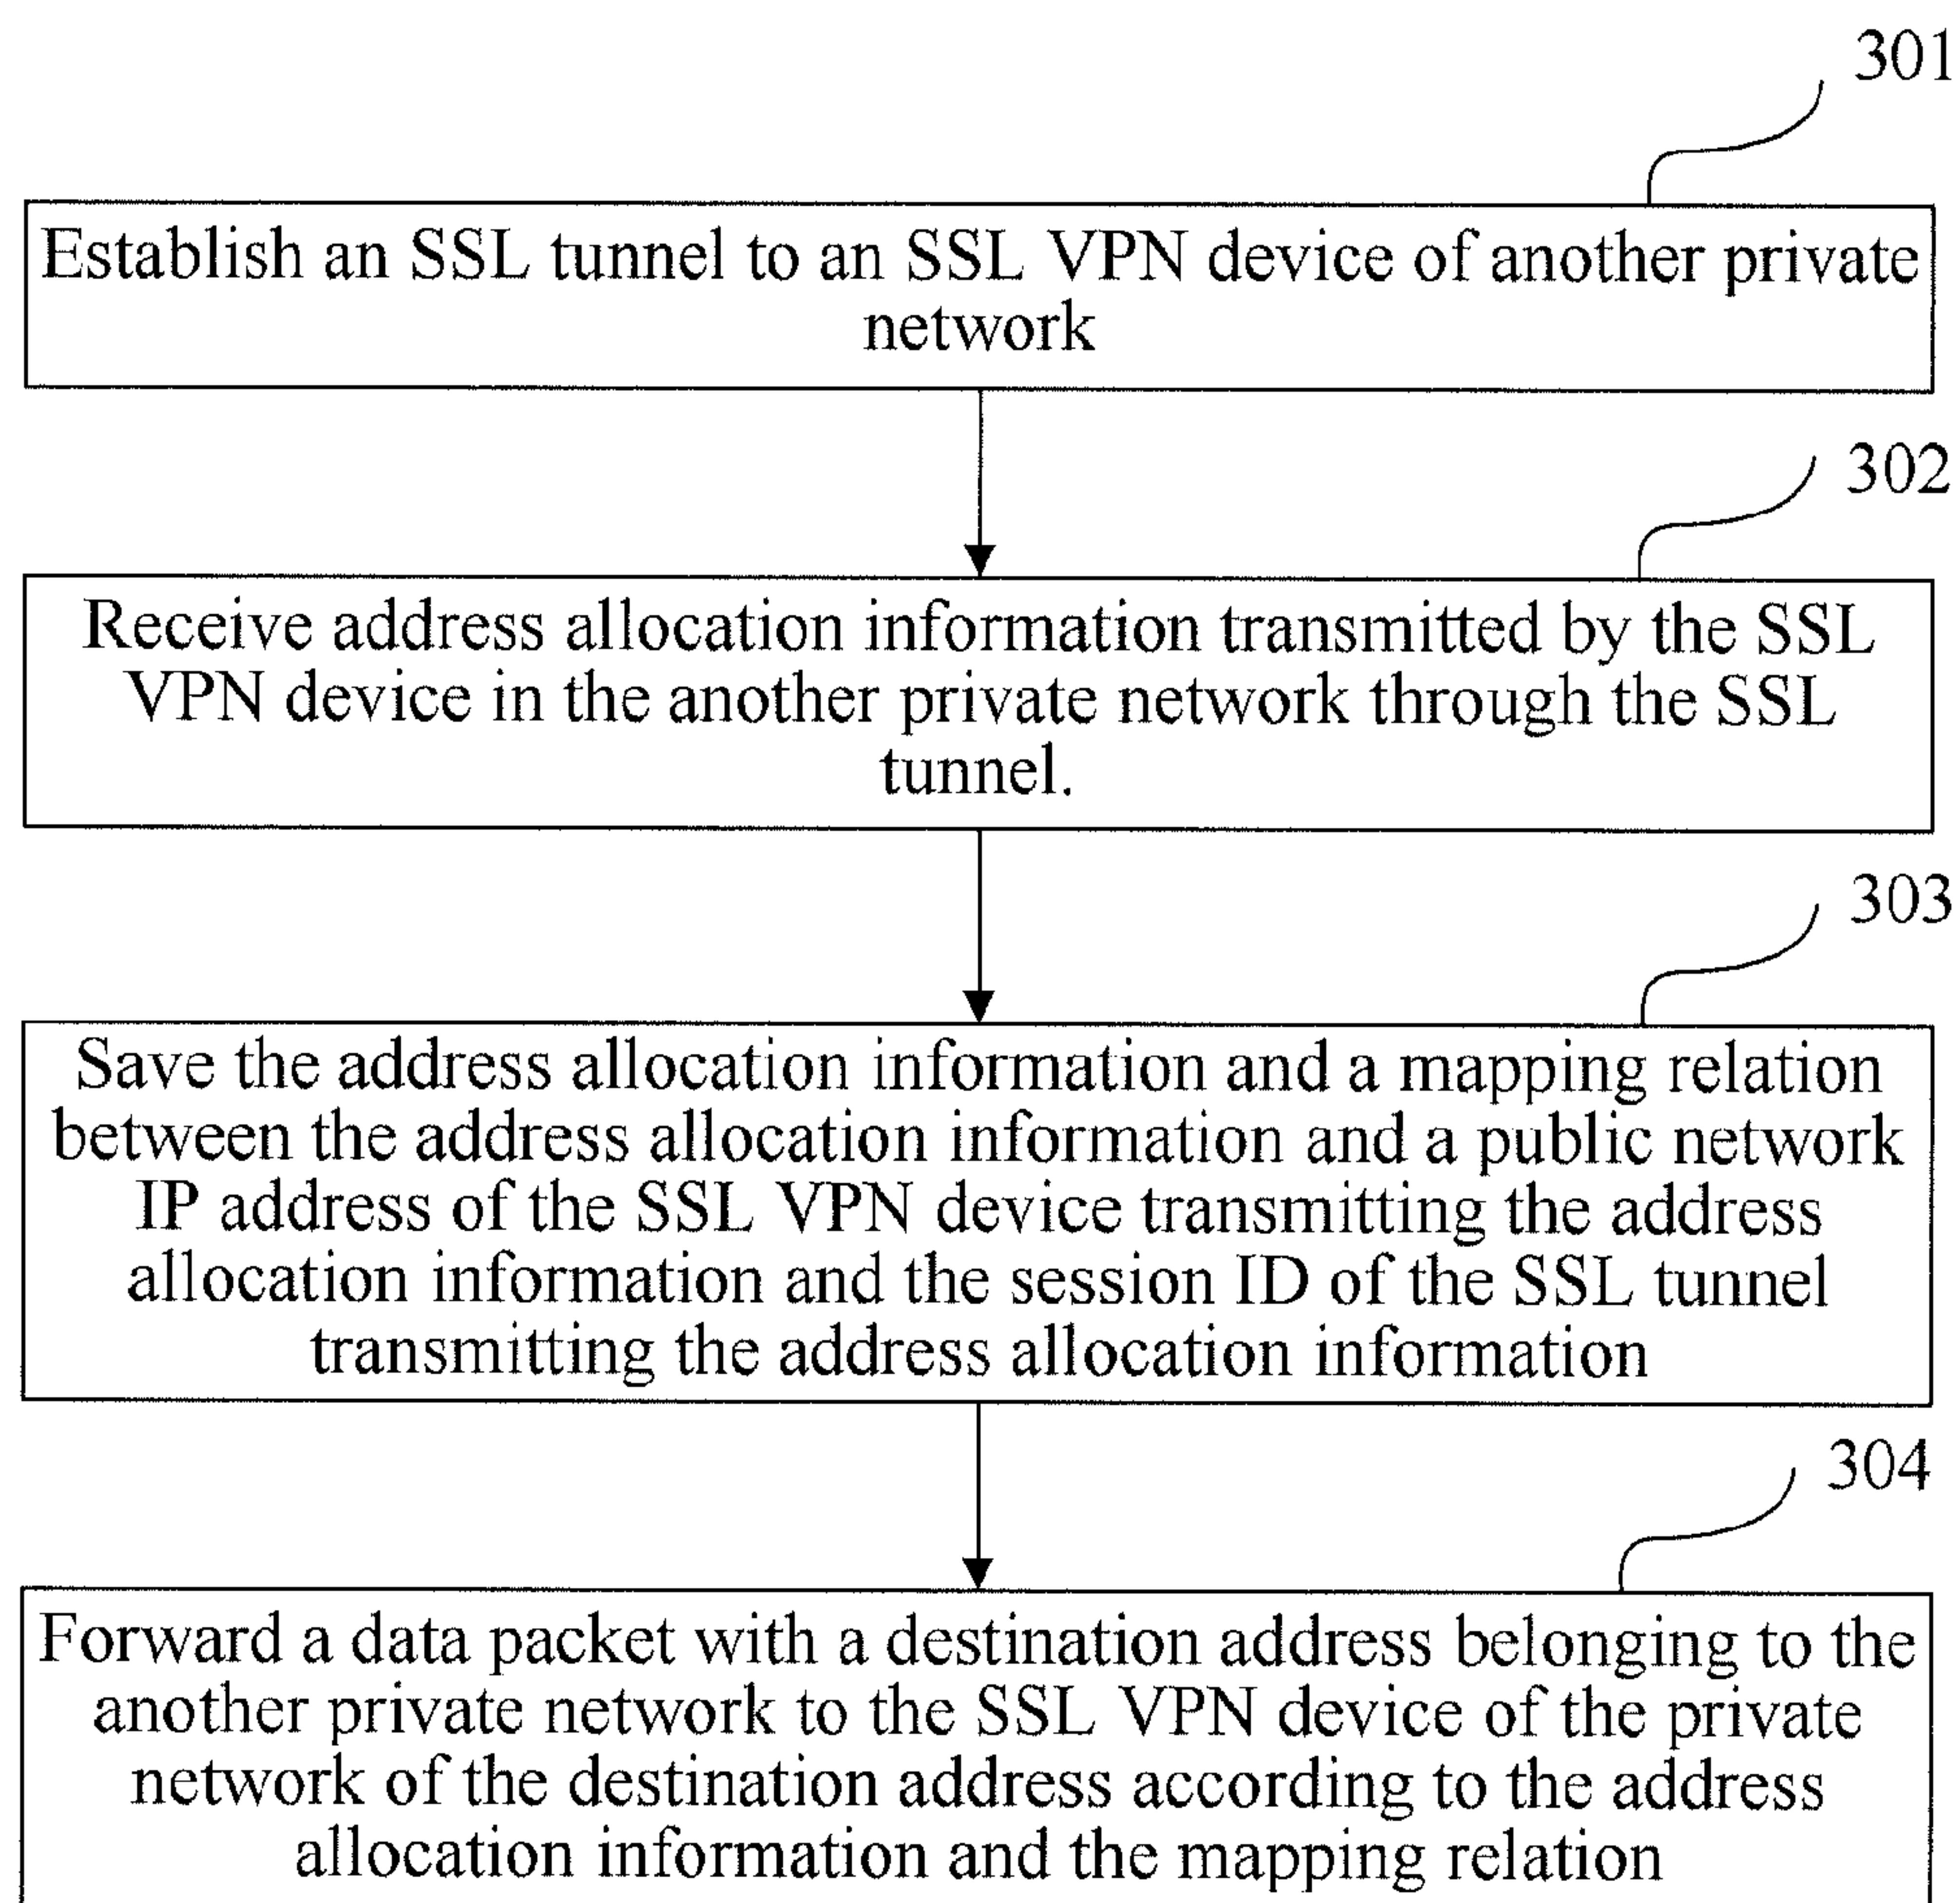 301
Establish an SSL tunnel to an SSL VPN device of another private
network
302
Receive address allocation information transmitted by the SSL
VPN device in the another private network through the SSL
tunnel.
303
Save the address allocation information and a mapping relation
between the address allocation information and a public network
IP address of the SSL VPN device transmitting the address
allocation information and the session ID of the SSL tunnel
transmitting the address allocation information
304
Forward a data packet with a destination address belonging to the
another private network to the SSL VPN device of the private
network of the destination address according to the address
allocation information and the mapping relation